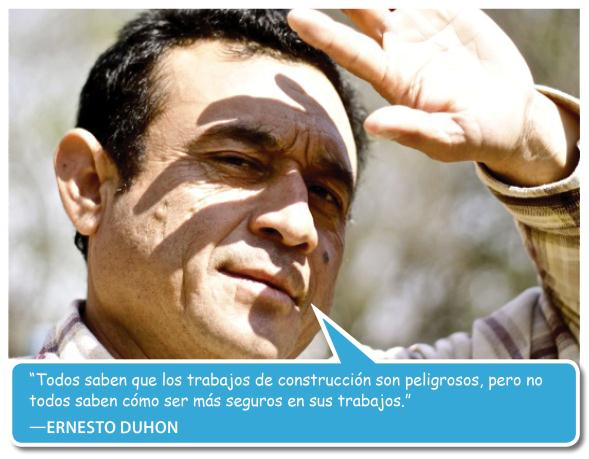 “Todos saben que los trabajos de construcción son peligrosos, pero no
todos saben cómo ser más seguros en sus trabajos.”
—ERNESTO DUHON